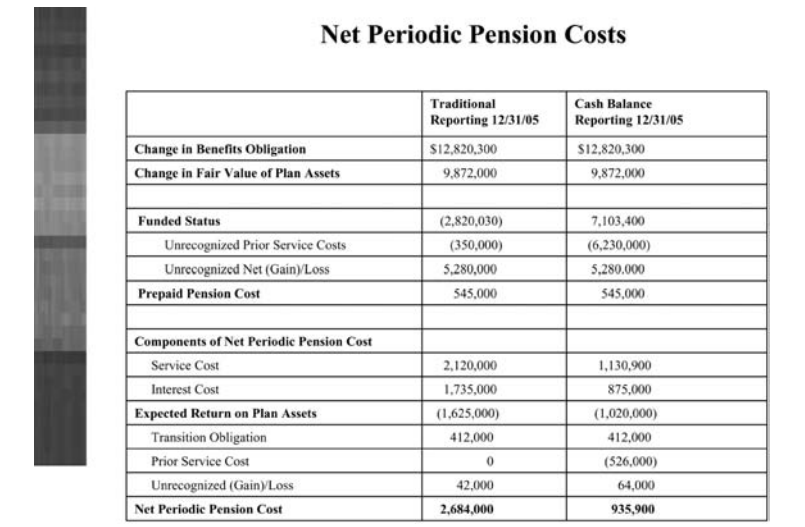 Net Periodic Pension Costs
Traditional Cash Balance
Reporting 12/31/05 Reporting 12/31/05
Change in Benefits Obligation $12,820,300 $12,820,300
Change in Fair Value of Plan Assets 9,872,000 9,872,000
Funded Status (2,820,030) 7,103,400
Unrecognized Prior Service Costs (350,000) (6,230,000)
Unrecognized Net (Gain)/Loss 5,280,000 5,280.000
Prepaid Pension Cost 545,000 545,000
Components of Net Periodic Pension Cost
Service Cost 2,120,000 1,130,900
Interest Cost 1,735,000 875,000
Expected Return on Plan Assets (1,625,000) (1,020,000)
Transition Obligation 412,000 412,000
Prior Service Cost 0 (526,000)
Unrecognized (Gain)/Loss 42,000 64,000
Net Periodic Pension Cost 2,684,000 935,900